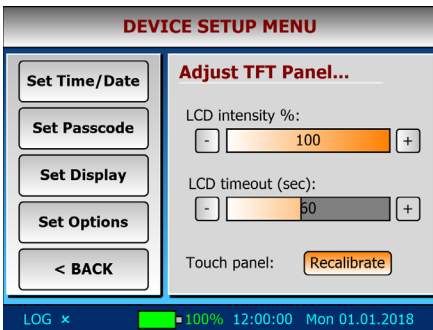 DEVICE SETUP MENU
Set Time/Date
Set Passcode
Set Display
Set Options
< BACK
Adjust TFT Panel...
LCD intensity %:
- 100 +
LCD timeout (sec):
- 60 +
Touch panel: Recalibrate
LOG × 100% 12:00:00 Mon 01.01.2018